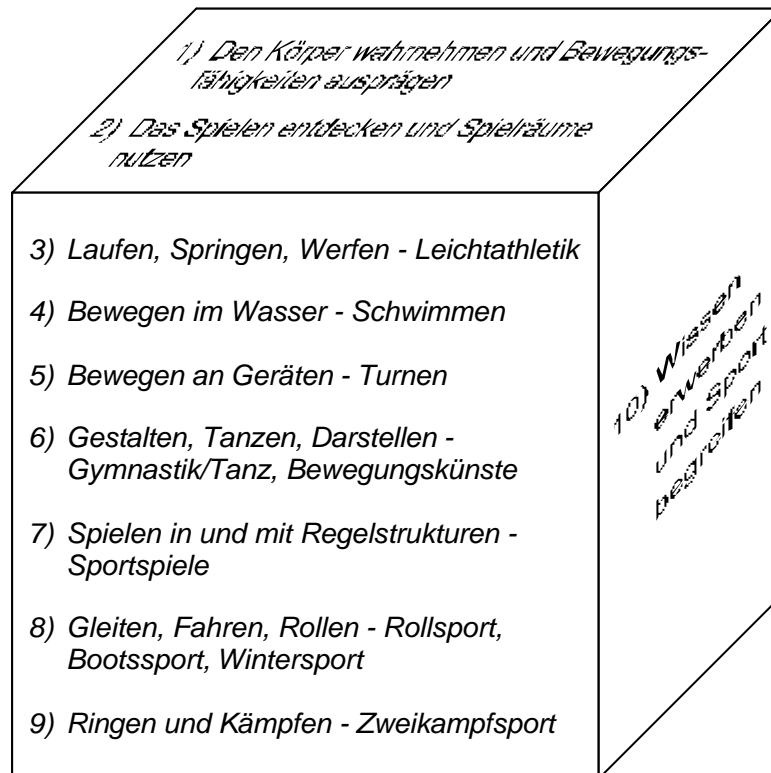 1) Den Körper wahrnehmen und Bewegungs-
fähigkeiten ausprägen
2) Das Spielen entdecken und Spielräume
nutzen
3) Laufen, Springen, Werfen - Leichtathletik
4) Bewegen im Wasser - Schwimmen
5) Bewegen an Geräten - Turnen
6) Gestalten, Tanzen, Darstellen -
Gymnastik/Tanz, Bewegungskünste
7) Spielen in und mit Regelstrukturen -
Sportspiele
8) Gleiten, Fahren, Rollen - Rollsport,
Bootssport, Wintersport
9) Ringen und Kämpfen - Zweikampfsport
10) Wissen
erwerben
und Sport
begreifen